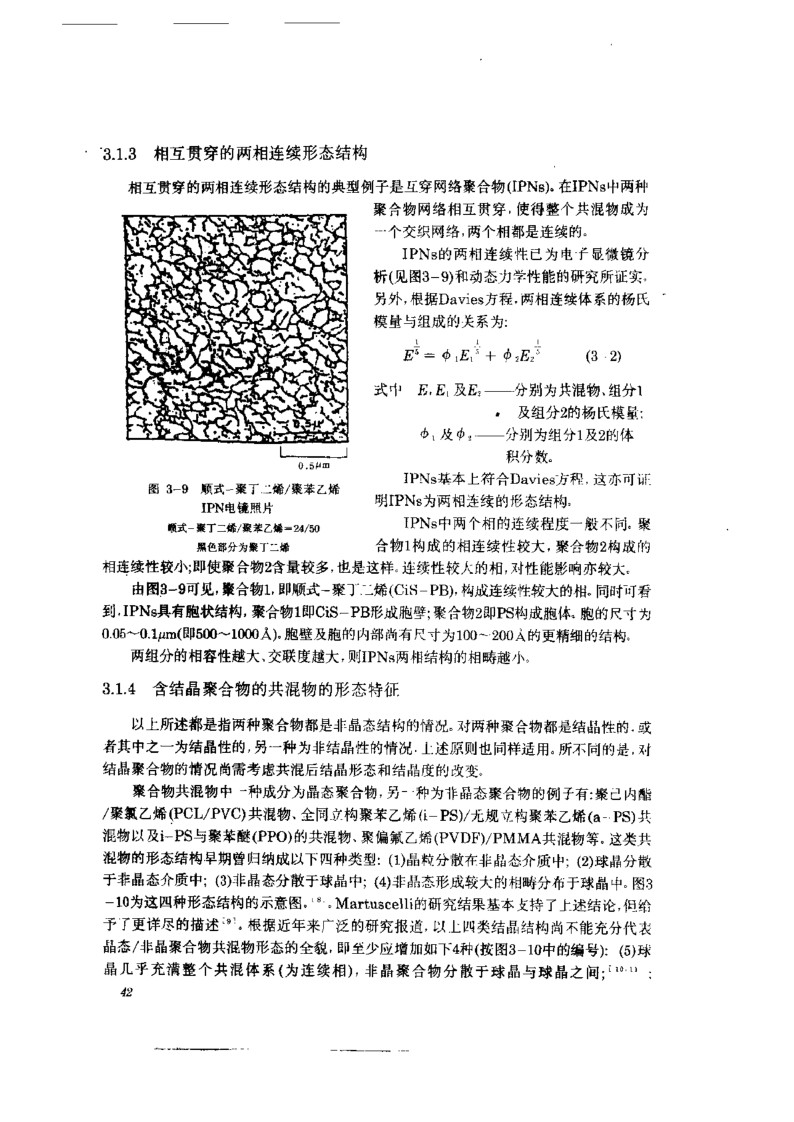 3.1.3 相互贯穿的两相连续形态结构
相互贯穿的两相连续形态结构的典型例子是互穿网络聚合物(IPNs)。在IPNs中两种
聚合物网络相互贯穿,使得整个共混物成为
一个交织网络,两个相都是连续的。
IPNs的两相连续性已为电子显微镜分
析(见图3-9)和动态力学性能的研究所证实。
另外,根据Davies方程,两相连续体系的杨氏
模量与组成的关系为:
E^{1/5} = φ₁E₁^{1/5} + φ₂E₂^{1/5} (3-2)
式中 E,E₁及E₂——分别为共混物、组分1
及组分2的杨氏模量;
φ₁及φ₂——分别为组分1及2的体
积分数。
IPNs基本上符合Davies方程,这亦可证
明IPNs为两相连续的形态结构。
IPNs中两个相的连续程度一般不同。聚
合物1构成的相连续性较大,聚合物2构成的
0.5μm
0.5μm
图 3-9 顺式-聚丁二烯/聚苯乙烯
IPN电镜照片
顺式-聚丁二烯/聚苯乙烯=24/50
黑色部分为聚丁二烯
相连续性较小;即使聚合物2含量较多,也是这样。连续性较大的相,对性能影响亦较大。
由图3-9可见,聚合物1,即顺式-聚丁二烯(CiS-PB),构成连续性较大的相。同时可看
到,IPNs具有胞状结构,聚合物1即CiS-PB形成胞壁;聚合物2即PS构成胞体。胞的尺寸为
0.05~0.1μm(即500~1000Å)。胞壁及胞的内部尚有尺寸为100~200Å的更精细的结构。
两组分的相容性越大、交联度越大,则IPNs两相结构的相畴越小。
3.1.4 含结晶聚合物的共混物的形态特征
以上所述都是指两种聚合物都是非晶态结构的情况。对两种聚合物都是结晶性的,或
者其中之一为结晶性的,另一种为非结晶性的情况,上述原则也同样适用。所不同的是,对
结晶聚合物的情况尚需考虑共混后结晶形态和结晶度的改变。
聚合物共混物中一种成分为晶态聚合物,另一种为非晶态聚合物的例子有:聚己内酯
/聚氯乙烯(PCL/PVC)共混物、全同立构聚苯乙烯(i-PS)/无规立构聚苯乙烯(a-PS)共
混物以及i-PS与聚苯醚(PPO)的共混物、聚偏氟乙烯(PVDF)/PMMA共混物等。这类共
混物的形态结构早期曾归纳成以下四种类型: (1)晶粒分散在非晶态介质中; (2)球晶分散
于非晶态介质中; (3)非晶态分散于球晶中; (4)非晶态形成较大的相畴分布于球晶中。图3
-10为这四种形态结构的示意图。[8]。Martuscelli的研究结果基本支持了上述结论,但给
予了更详尽的描述[9]。根据近年来广泛的研究报道,以上四类结晶结构尚不能充分代表
晶态/非晶聚合物共混物形态的全貌,即至少应增加如下4种(按图3-10中的编号): (5)球
晶几乎充满整个共混体系(为连续相),非晶聚合物分散于球晶与球晶之间;[10,11] ;
42